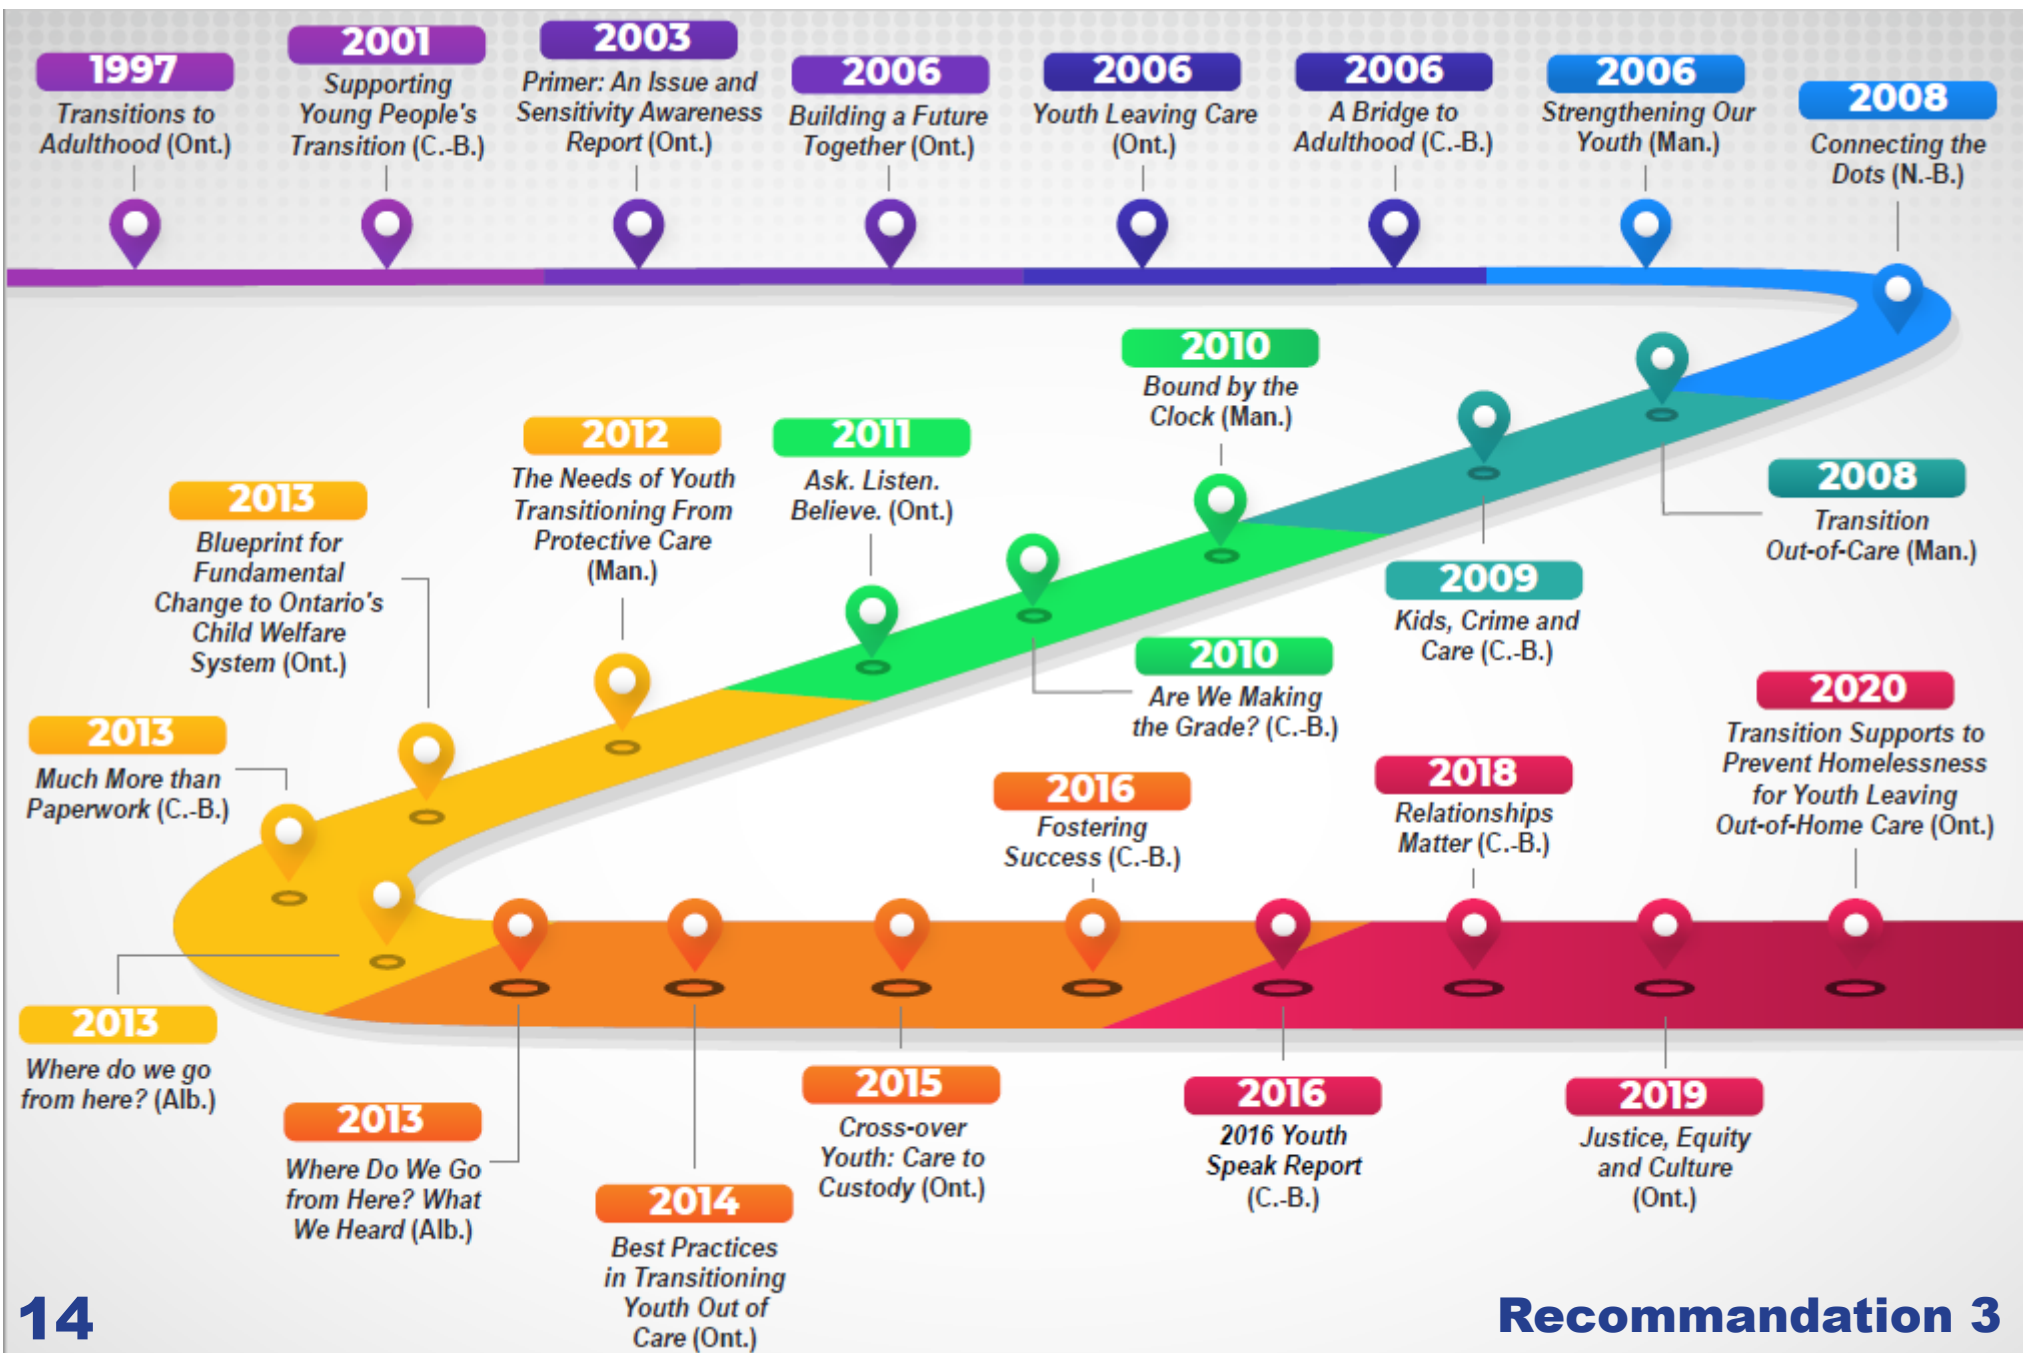 1997
Transitions to
Adulthood (Ont.)
2001
Supporting
Young People's
Transition (C.-B.)
2003
Primer: An Issue and
Sensitivity Awareness
Report (Ont.)
2006
Building a Future
Together (Ont.)
2006
Youth Leaving Care
(Ont.)
2006
A Bridge to
Adulthood (C.-B.)
2006
Strengthening Our
Youth (Man.)
2008
Connecting the
Dots (N.-B.)
2008
Transition
Out-of-Care (Man.)
2009
Kids, Crime and
Care (C.-B.)
2010
Bound by the
Clock (Man.)
2010
Are We Making
the Grade? (C.-B.)
2011
Ask. Listen.
Believe. (Ont.)
2012
The Needs of Youth
Transitioning From
Protective Care
(Man.)
2013
Blueprint for
Fundamental
Change to Ontario's
Child Welfare
System (Ont.)
2013
Much More than
Paperwork (C.-B.)
2013
Where do we go
from here? (Alb.)
2013
Where Do We Go
from Here? What
We Heard (Alb.)
2014
Best Practices
in Transitioning
Youth Out of
Care (Ont.)
2015
Cross-over
Youth: Care to
Custody (Ont.)
2016
Fostering
Success (C.-B.)
2016
2016 Youth
Speak Report
(C.-B.)
2018
Relationships
Matter (C.-B.)
2019
Justice, Equity
and Culture
(Ont.)
2020
Transition Supports to
Prevent Homelessness
for Youth Leaving
Out-of-Home Care (Ont.)
14
Recommandation 3